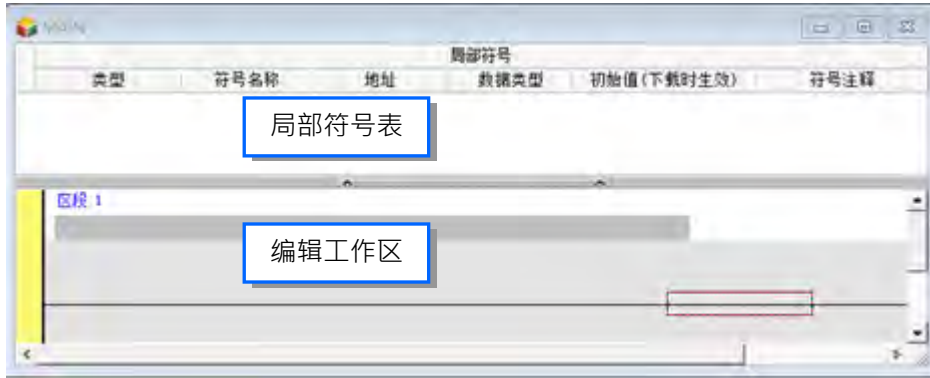 局部符号
类型 符号名称 地址 数据类型 初始值(下载时生效) 符号注释
局部符号表
区段 1
编辑工作区